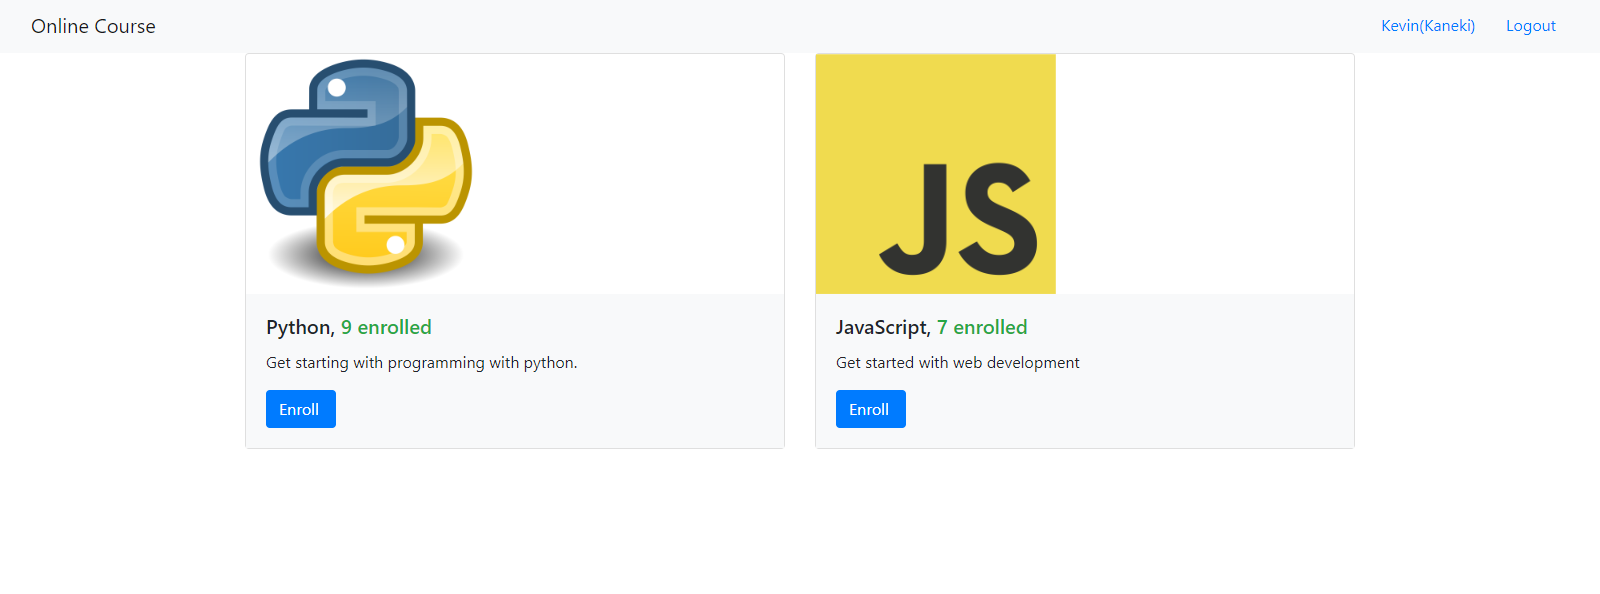 Online Course
Kevin(Kaneki)
Logout
JS
Python, 9 enrolled
Get starting with programming with python.
Enroll
JavaScript, 7 enrolled
Get started with web development
Enroll